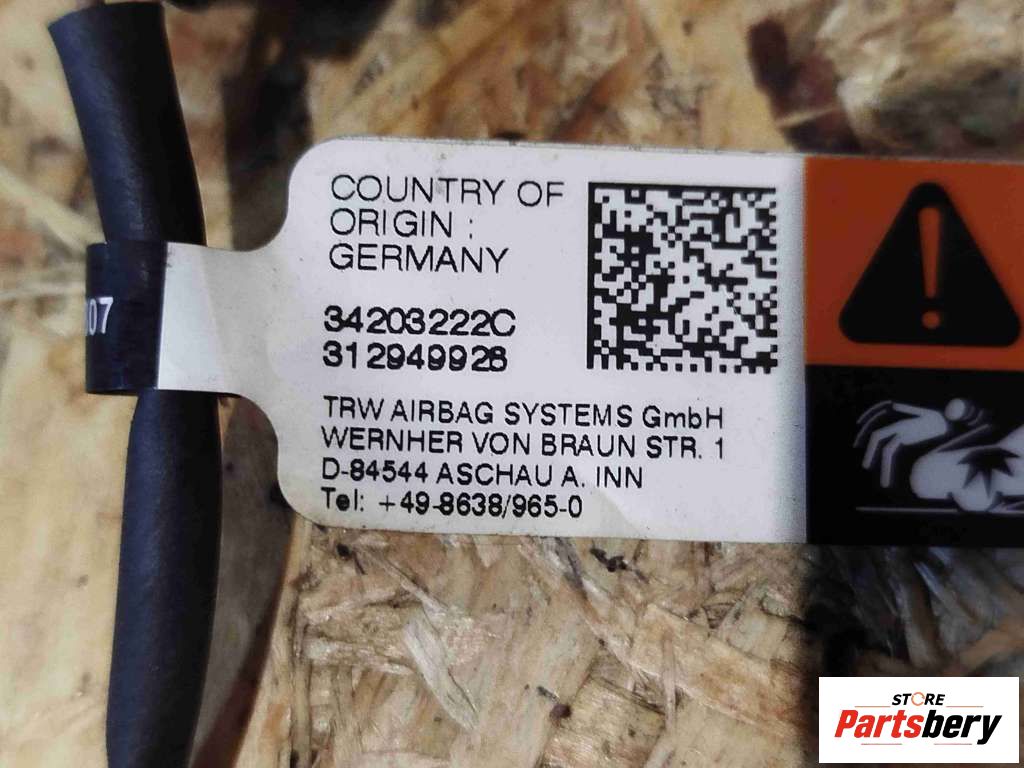 COUNTRY OF
ORIGIN :
GERMANY
34203222C
312949928
TRW AIRBAG SYSTEMS GmbH
WERNHER VON BRAUN STR. 1
D-84544 ASCHAU A. INN
Tel: +49-8638/965-0
07
STORE
Partsbery